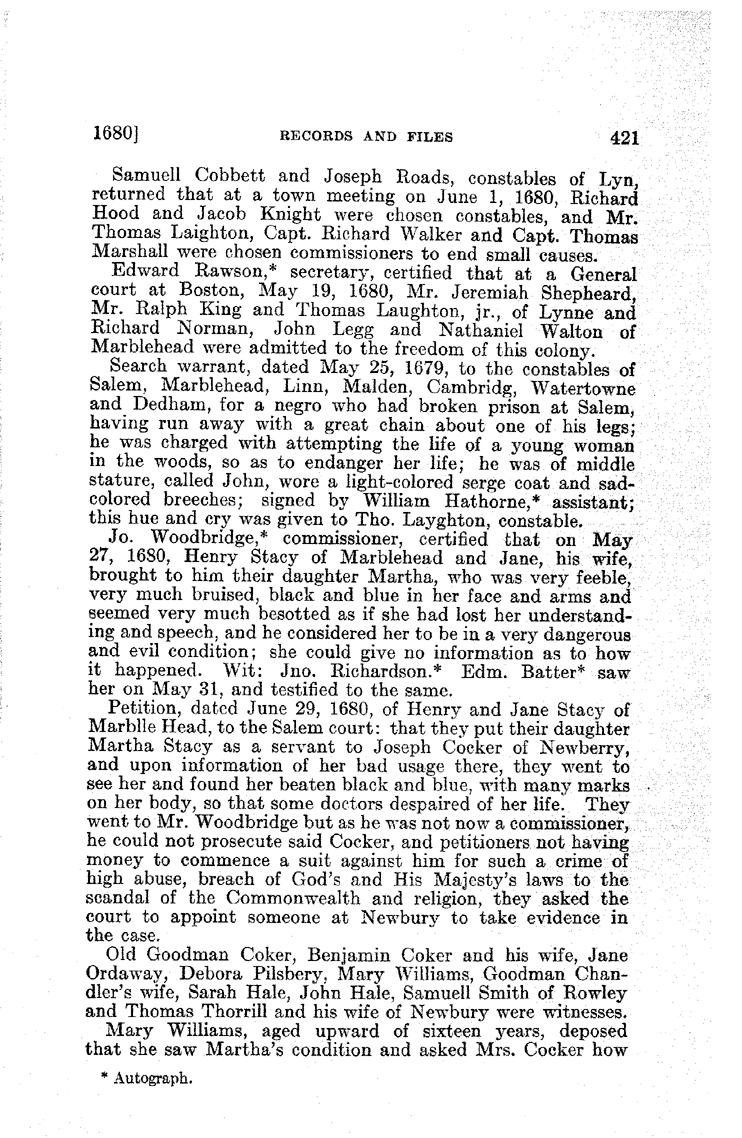 1680] RECORDS AND FILES 421
Samuell Cobbett and Joseph Roads, constables of Lyn,
returned that at a town meeting on June 1, 1680, Richard
Hood and Jacob Knight were chosen constables, and Mr.
Thomas Laighton, Capt. Richard Walker and Capt. Thomas
Marshall were chosen commissioners to end small causes.
Edward Rawson,* secretary, certified that at a General
court at Boston, May 19, 1680, Mr. Jeremiah Shepheard,
Mr. Ralph King and Thomas Laughton, jr., of Lynne and
Richard Norman, John Legg and Nathaniel Walton of
Marblehead were admitted to the freedom of this colony.
Search warrant, dated May 25, 1679, to the constables of
Salem, Marblehead, Linn, Malden, Cambridg, Watertowne
and Dedham, for a negro who had broken prison at Salem,
having run away with a great chain about one of his legs;
he was charged with attempting the life of a young woman
in the woods, so as to endanger her life; he was of middle
stature, called John, wore a light-colored serge coat and sad-
colored breeches; signed by William Hathorne,* assistant;
this hue and cry was given to Tho. Layghton, constable.
Jo. Woodbridge,* commissioner, certified that on May
27, 1680, Henry Stacy of Marblehead and Jane, his wife,
brought to him their daughter Martha, who was very feeble,
very much bruised, black and blue in her face and arms and
seemed very much besotted as if she had lost her understand-
ing and speech, and he considered her to be in a very dangerous
and evil condition; she could give no information as to how
it happened. Wit: Jno. Richardson.* Edm. Batter* saw
her on May 31, and testified to the same.
Petition, dated June 29, 1680, of Henry and Jane Stacy of
Marblle Head, to the Salem court: that they put their daughter
Martha Stacy as a servant to Joseph Cocker of Newberry,
and upon information of her bad usage there, they went to
see her and found her beaten black and blue, with many marks
on her body, so that some doctors despaired of her life. They
went to Mr. Woodbridge but as he was not now a commissioner,
he could not prosecute said Cocker, and petitioners not having
money to commence a suit against him for such a crime of
high abuse, breach of God's and His Majesty's laws to the
scandal of the Commonwealth and religion, they asked the
court to appoint someone at Newbury to take evidence in
the case.
Old Goodman Coker, Benjamin Coker and his wife, Jane
Ordaway, Debora Pilsbery, Mary Williams, Goodman Chan-
dler's wife, Sarah Hale, John Hale, Samuell Smith of Rowley
and Thomas Thorrill and his wife of Newbury were witnesses.
Mary Williams, aged upward of sixteen years, deposed
that she saw Martha's condition and asked Mrs. Cocker how
* Autograph.